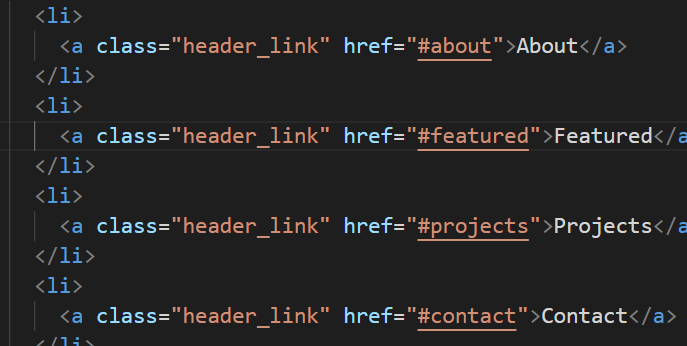 <li>
<a class="header_link" href="#about">About</a>
</li>
<li>
<a class="header_link" href="#featured">Featured</a
</li>
<li>
<a class="header_link" href="#projects">Projects</a
</li>
<li>
<a class="header_link" href="#contact">Contact</a>
</li>